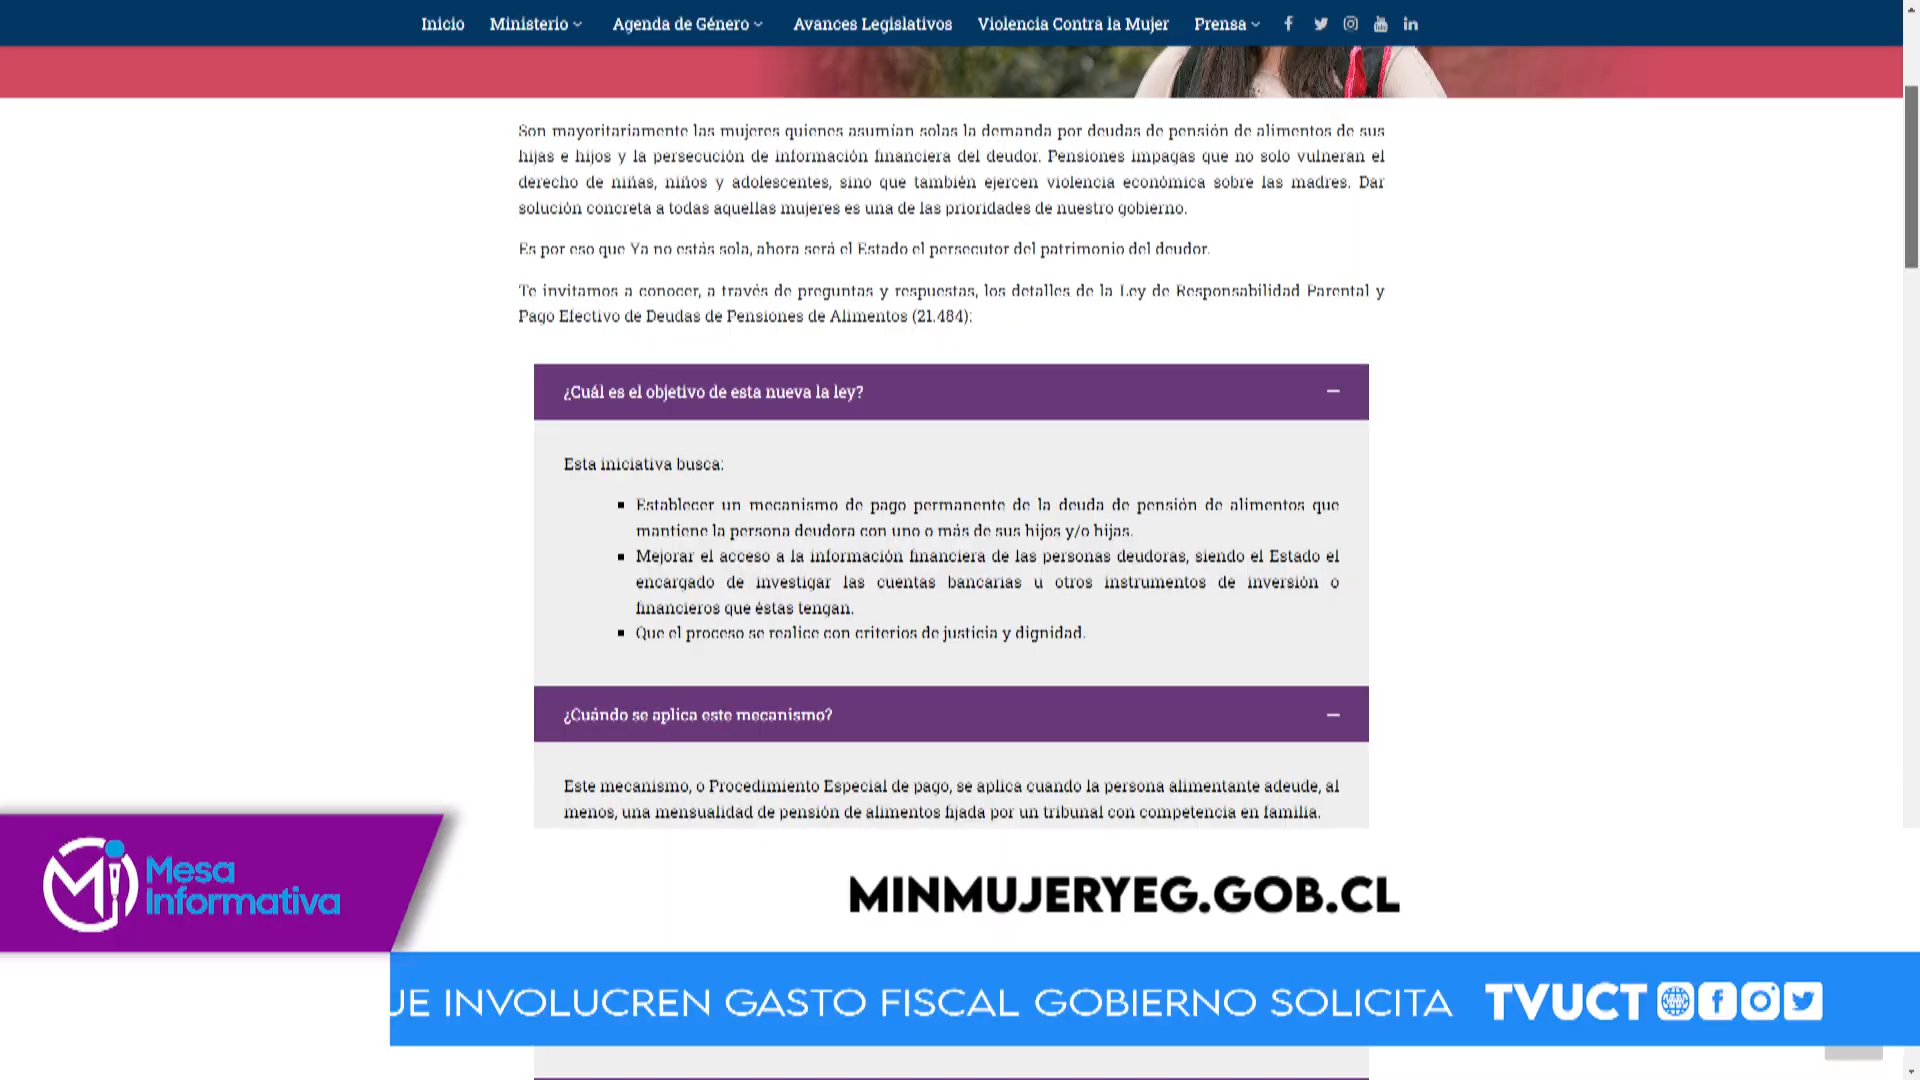 Inicio Ministerio Agenda de Género Avances Legislativos Violencia Contra la Mujer Prensa
Son mayoritariamente las mujeres quienes asumían solas la demanda por deudas de pensión de alimentos de sus
hijas e hijos y la persecución de información financiera del deudor. Pensiones impagas que no solo vulneran el
derecho de niñas, niños y adolescentes, sino que también ejercen violencia económica sobre las madres. Dar
solución concreta a todas aquellas mujeres es una de las prioridades de nuestro gobierno.
Es por eso que Ya no estás sola, ahora será el Estado el persecutor del patrimonio del deudor.
Te invitamos a conocer, a través de preguntas y respuestas, los detalles de la Ley de Responsabilidad Parental y
Pago Efectivo de Deudas de Pensiones de Alimentos (21.484):
¿Cuál es el objetivo de esta nueva la ley?
Esta iniciativa busca:
Establecer un mecanismo de pago permanente de la deuda de pensión de alimentos que
mantiene la persona deudora con uno o más de sus hijos y/o hijas.
Mejorar el acceso a la información financiera de las personas deudoras, siendo el Estado el
encargado de investigar las cuentas bancarias u otros instrumentos de inversión o
financieros que éstas tengan.
Que el proceso se realice con criterios de justicia y dignidad.
¿Cuándo se aplica este mecanismo?
Este mecanismo, o Procedimiento Especial de pago, se aplica cuando la persona alimentante adeude, al
menos, una mensualidad de pensión de alimentos fijada por un tribunal con competencia en familia.
Mi Mesa
Informativa
MINMUJERYEG.GOB.CL
UE INVOLUCREN GASTO FISCAL GOBIERNO SOLICITA TVUCT